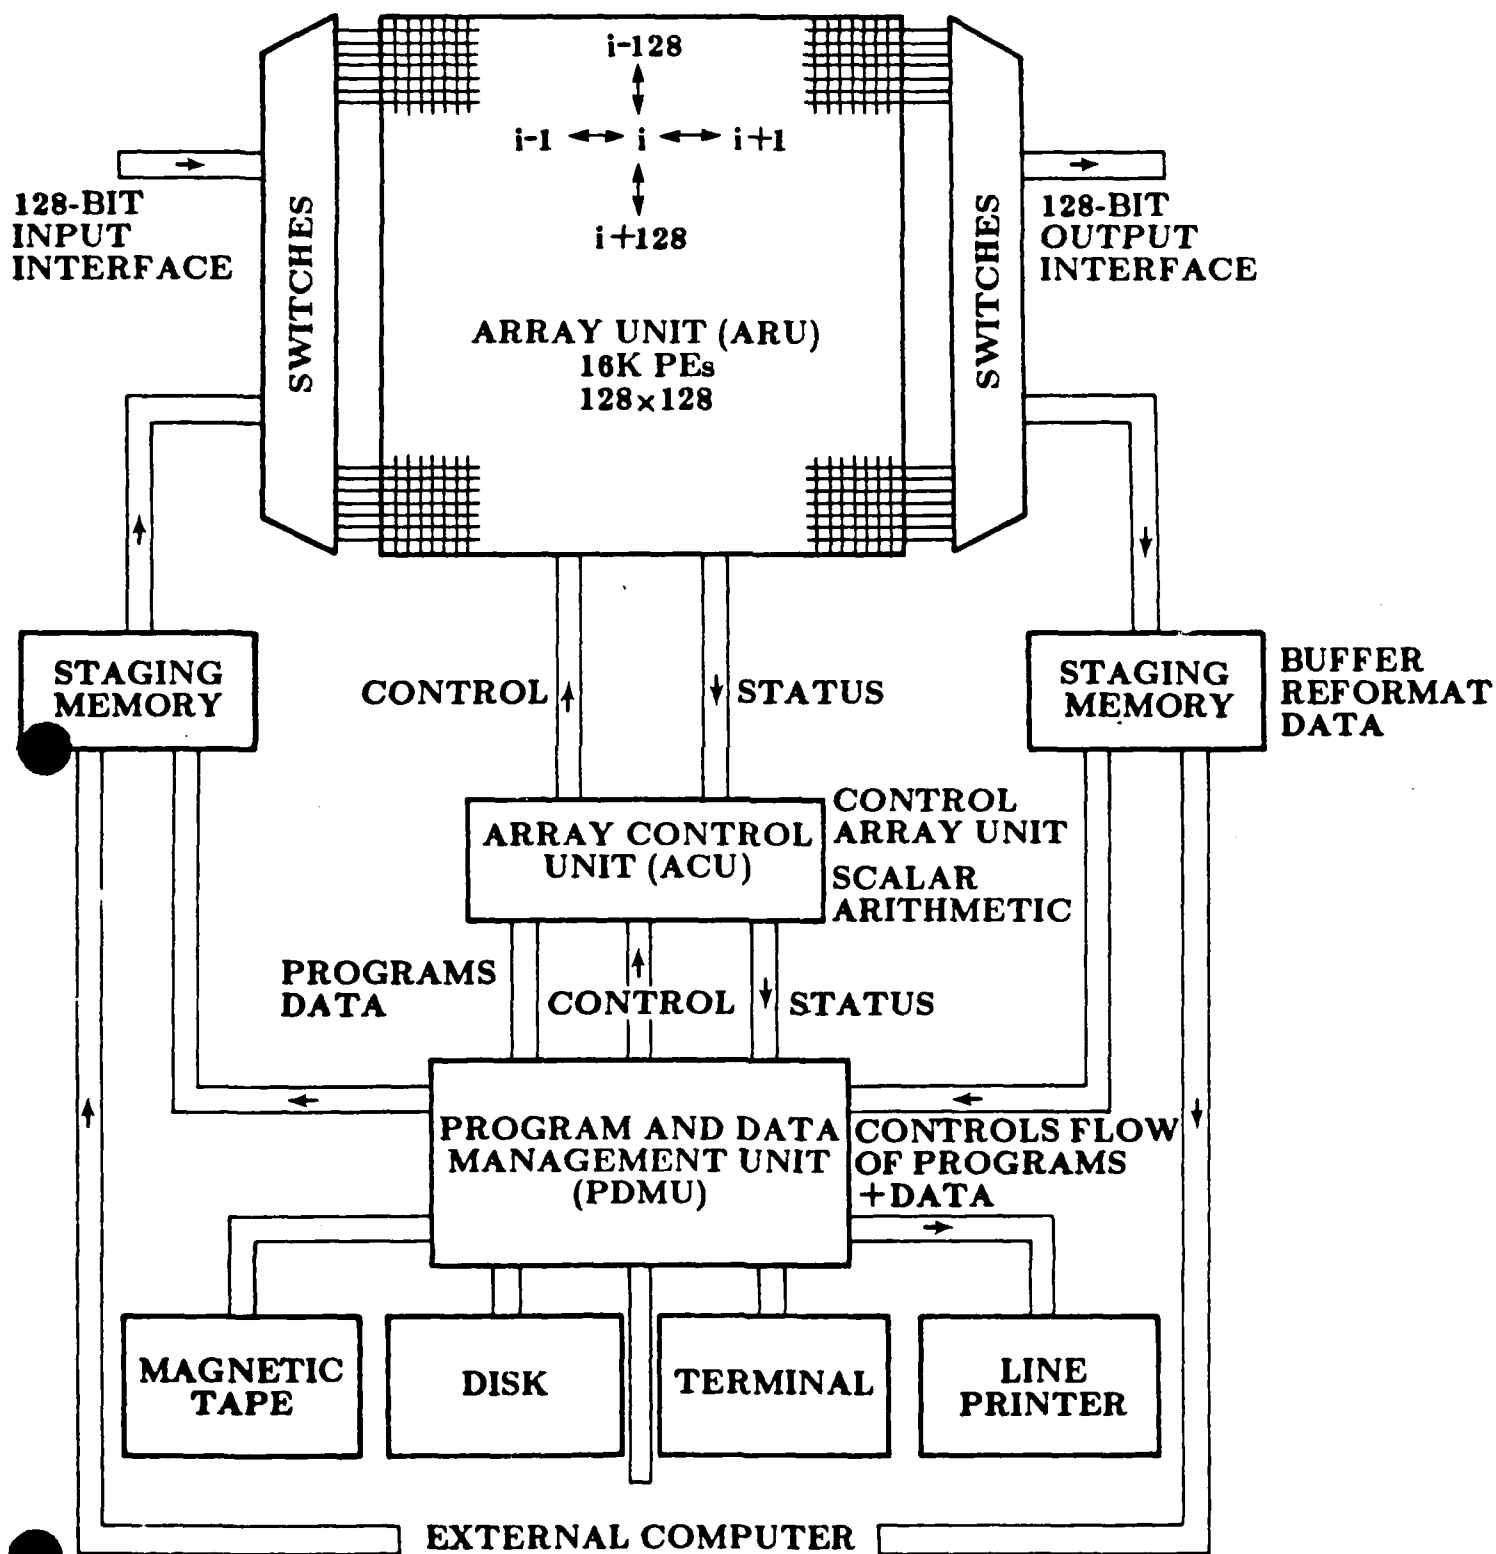 i-128
i-1 i i+1
i+128
128-BIT
INPUT
INTERFACE
SWITCHES
ARRAY UNIT (ARU)
16K PEs
128×128
SWITCHES
128-BIT
OUTPUT
INTERFACE
STAGING
MEMORY
CONTROL
STATUS
STAGING
MEMORY
BUFFER
REFORMAT
DATA
ARRAY CONTROL
UNIT (ACU)
CONTROL
ARRAY UNIT
SCALAR
ARITHMETIC
PROGRAMS
DATA
CONTROL
STATUS
PROGRAM AND DATA
MANAGEMENT UNIT
(PDMU)
CONTROLS FLOW
OF PROGRAMS
+DATA
MAGNETIC
TAPE
DISK
TERMINAL
LINE
PRINTER
EXTERNAL COMPUTER